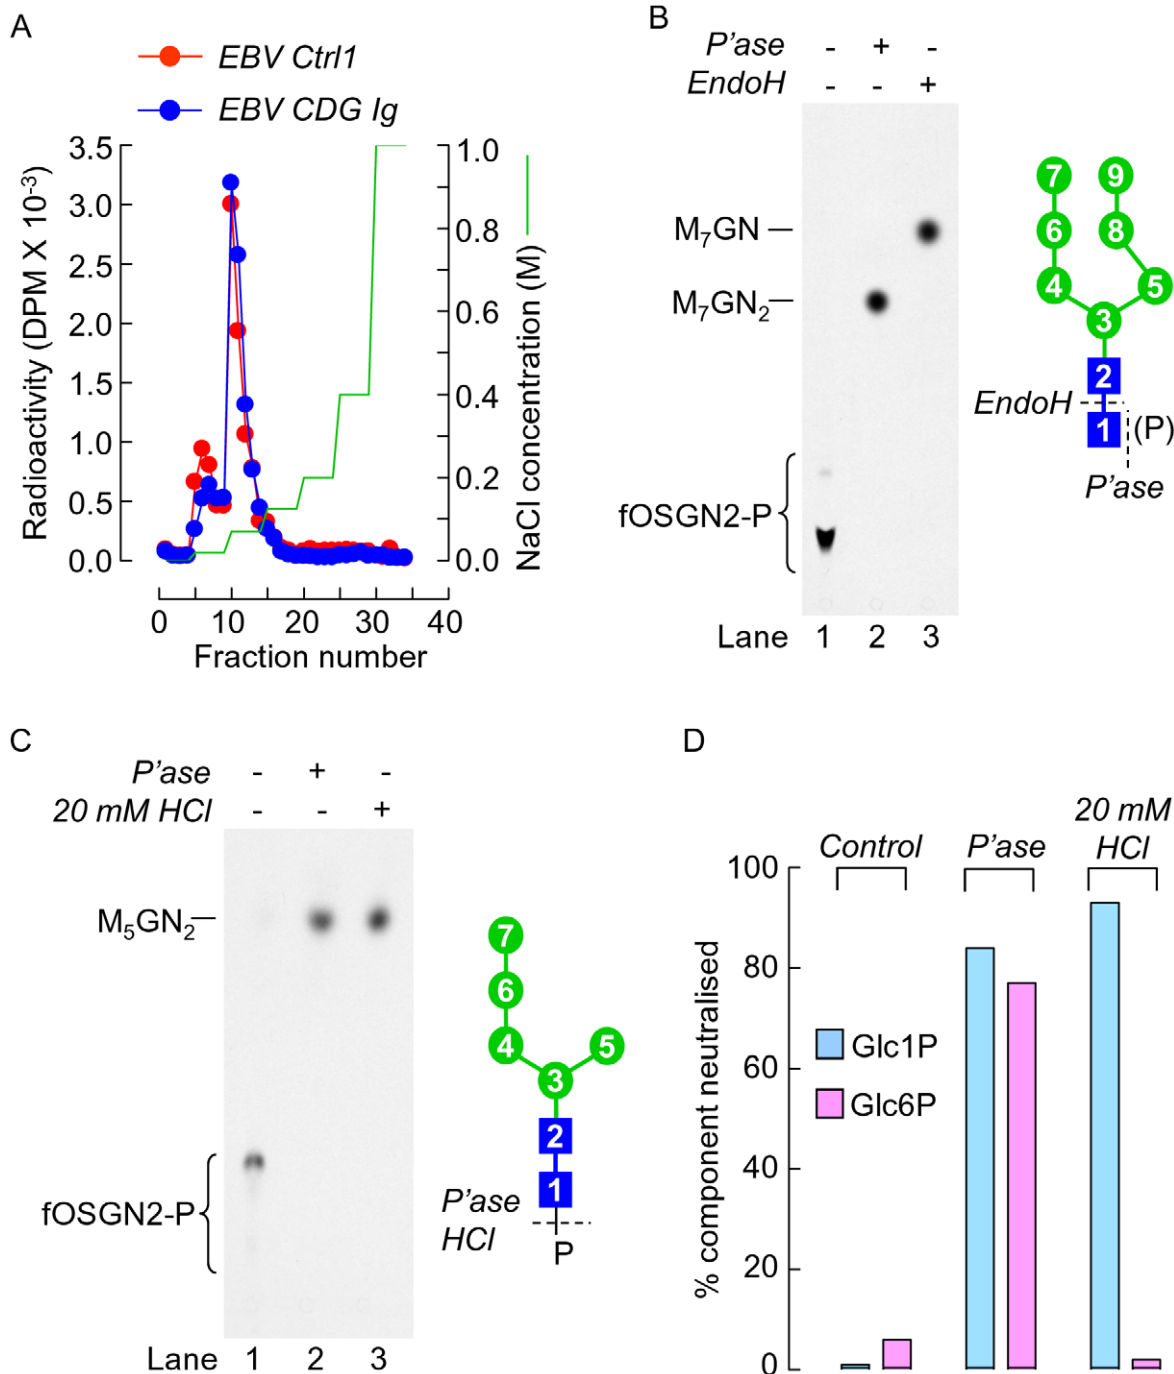 A
EBV Ctrl1
EBV CDG Ig
Radioactivity (DPM X 10-3)
3.5
3.0
2.5
2.0
1.5
1.0
0.5
0.0
1.0
0.8
0.6
0.4
0.2
0.0
NaCl concentration (M)
0 10 20 30 40
Fraction number
B
P'ase - + -
EndoH - - +
M7GN
M7GN2
fOSGN2-P
Lane 1 2 3
7 9
6 8
4 5
3
2
EndoH
1 (P)
P'ase
C
P'ase - + -
20 mM HCl - - +
M5GN2
fOSGN2-P
Lane 1 2 3
7
6
4 5
3
2
1
P'ase
HCl
P
D
Control P'ase 20 mM HCl
% component neutralised
100
80
60
40
20
0
Glc1P
Glc6P